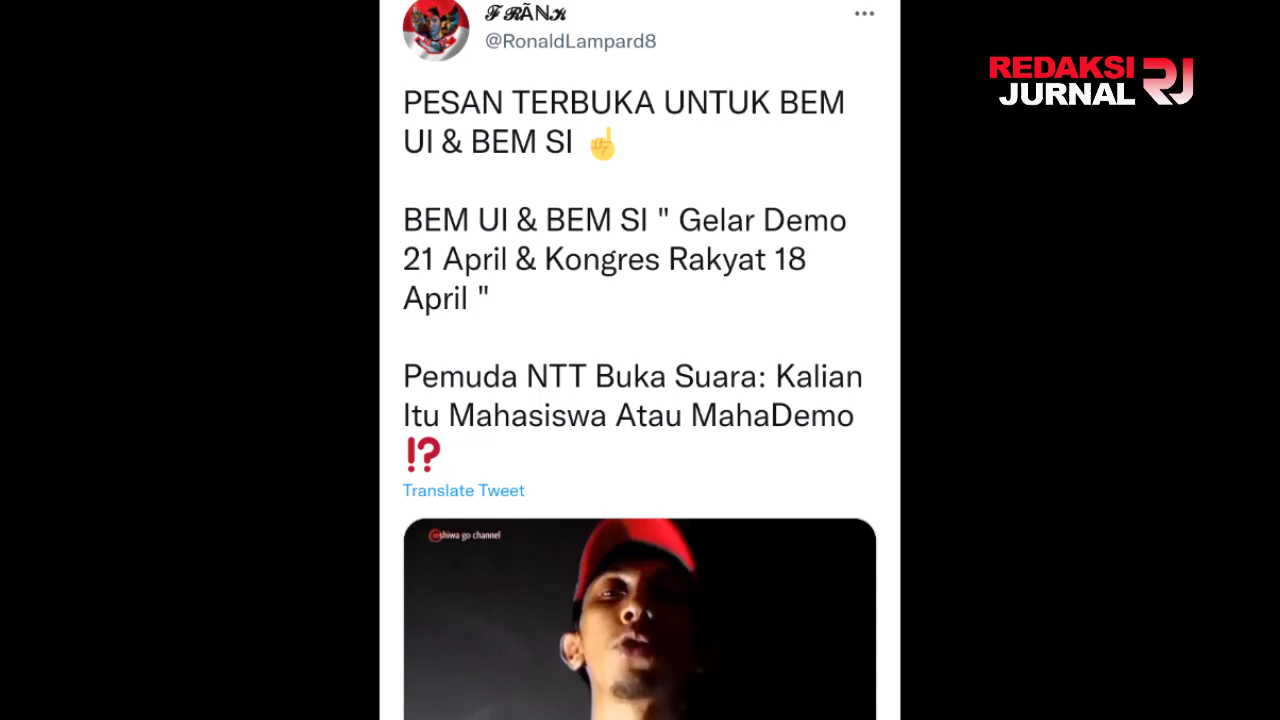 ℱ ℛÃℕ𝓚
@RonaldLampard8
REDAKSI
JURNAL RJ
PESAN TERBUKA UNTUK BEM
UI & BEM SI ☝
BEM UI & BEM SI " Gelar Demo
21 April & Kongres Rakyat 18
April "
Pemuda NTT Buka Suara: Kalian
Itu Mahasiswa Atau MahaDemo
⁉
Translate Tweet
shiwa go channel